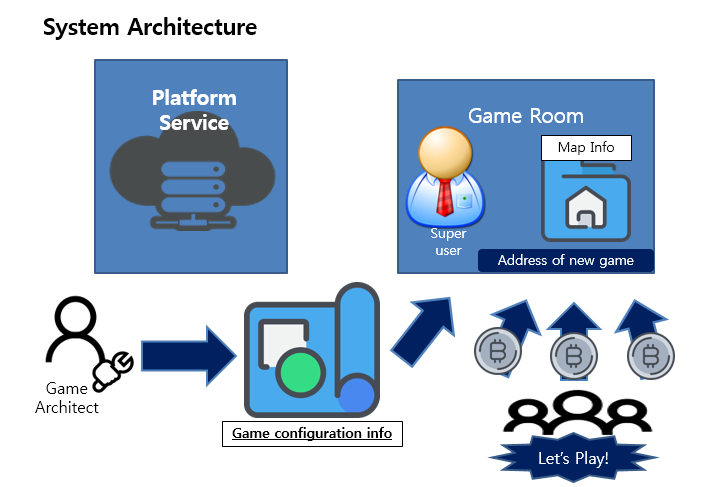 System Architecture
Platform
Service
Game Room
Map Info
Super
user
Address of new game
Game
Architect
Game configuration info
Let's Play!